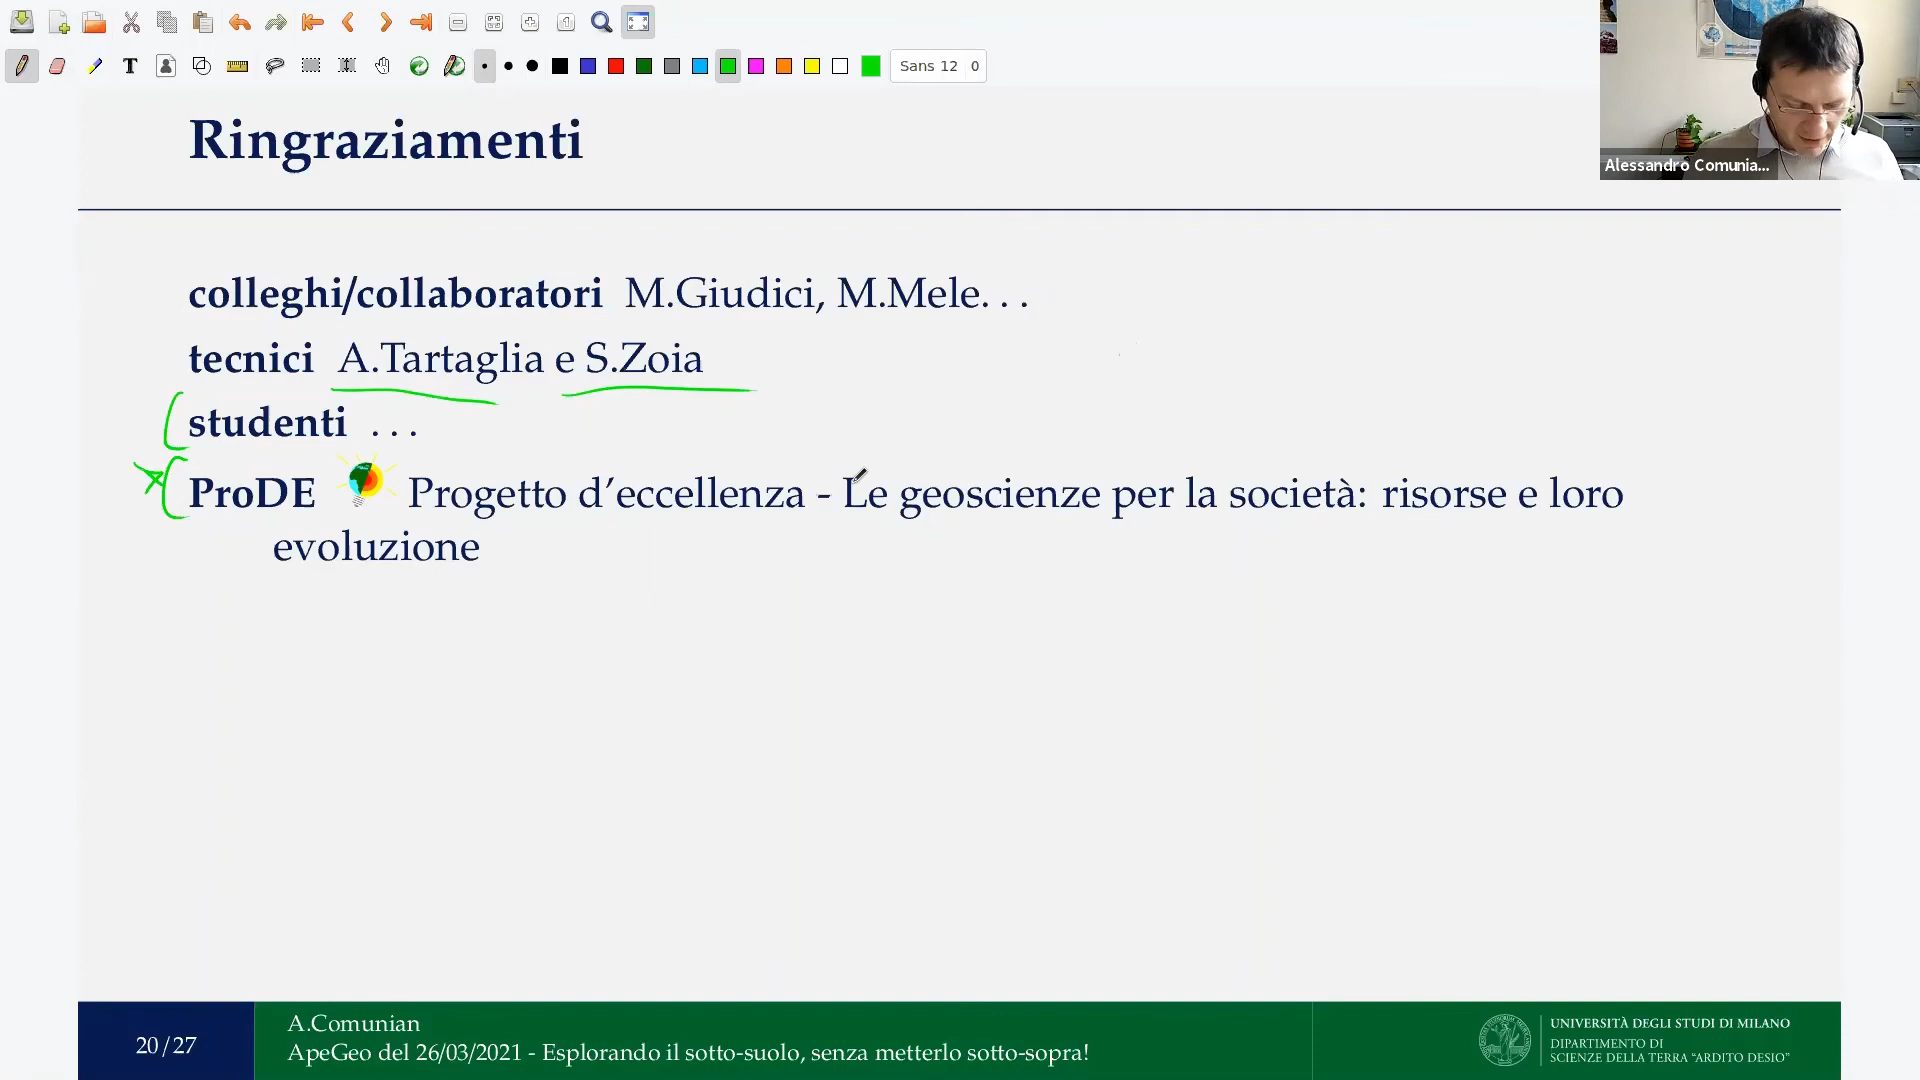 T
Sans 12 0
Alessandro Comunia...
Ringraziamenti
colleghi/collaboratori M.Giudici, M.Mele. . .
tecnici A.Tartaglia e S.Zoia
studenti . . .
ProDE Progetto d’eccellenza - Le geoscienze per la società: risorse e loro
evoluzione
20/27
A.Comunian
ApeGeo del 26/03/2021 - Esplorando il sotto-suolo, senza metterlo sotto-sopra!
UNIVERSITÀ DEGLI STUDI DI MILANO
DIPARTIMENTO DI
SCIENZE DELLA TERRA “ARDITO DESIO”